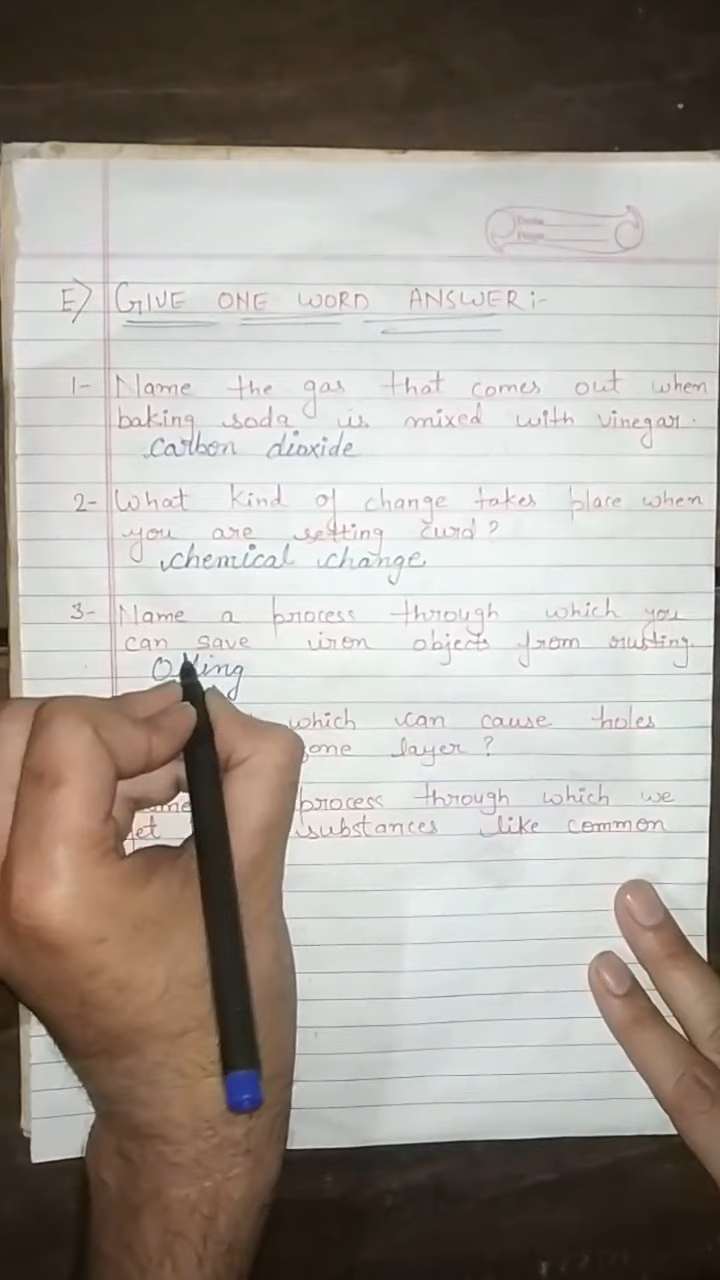 E) GIVE ONE WORD ANSWER:-
1- Name the gas that comes out when
baking soda is mixed with vinegar.
carbon dioxide
2- What kind of change takes place when
you are setting curd?
chemical change
3- Name a process through which you
can save iron objects from rusting.
which can cause holes
layer?
process through which we
substances like common